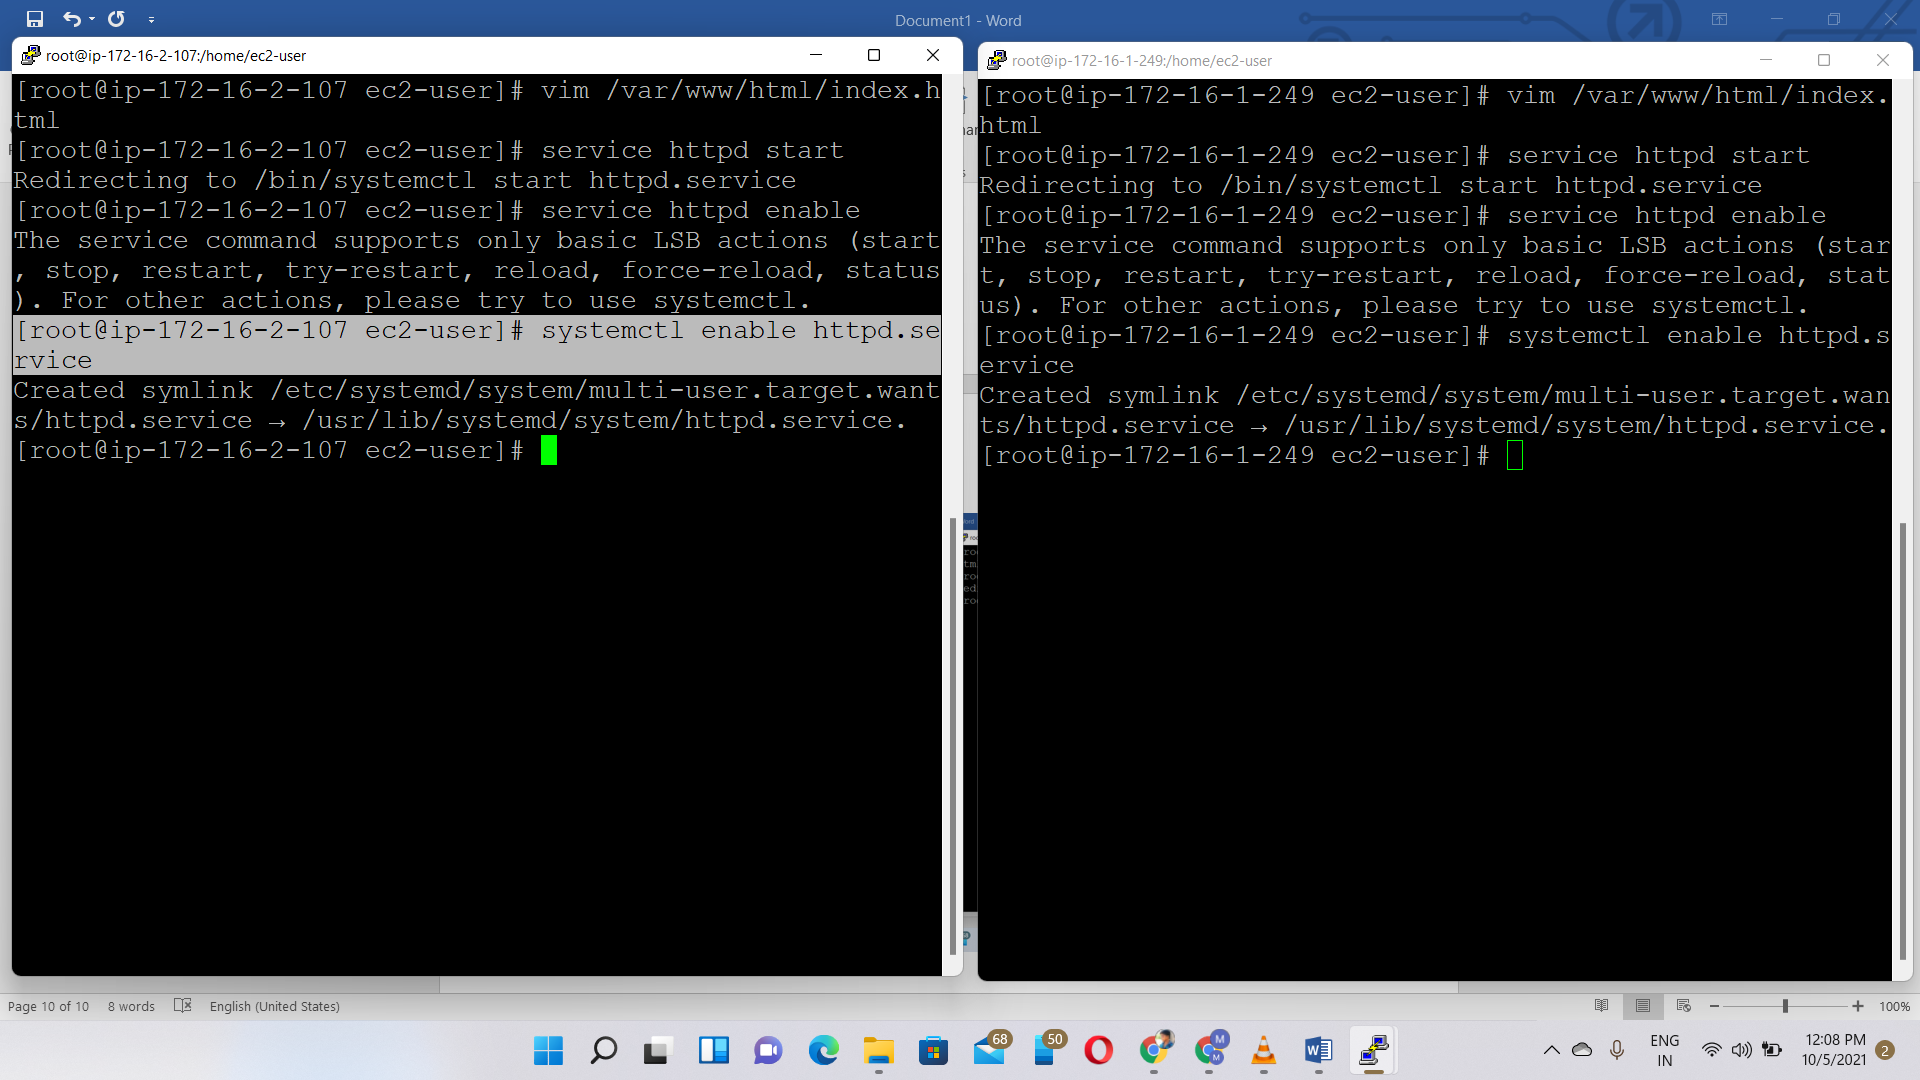 Document1 - Word
root@ip-172-16-2-107:/home/ec2-user
[root@ip-172-16-2-107 ec2-user]# vim /var/www/html/index.h
tml
[root@ip-172-16-2-107 ec2-user]# service httpd start
Redirecting to /bin/systemctl start httpd.service
[root@ip-172-16-2-107 ec2-user]# service httpd enable
The service command supports only basic LSB actions (start
, stop, restart, try-restart, reload, force-reload, status
). For other actions, please try to use systemctl.
[root@ip-172-16-2-107 ec2-user]# systemctl enable httpd.se
rvice
Created symlink /etc/systemd/system/multi-user.target.want
s/httpd.service → /usr/lib/systemd/system/httpd.service.
[root@ip-172-16-2-107 ec2-user]#
root@ip-172-16-1-249:/home/ec2-user
[root@ip-172-16-1-249 ec2-user]# vim /var/www/html/index.
html
[root@ip-172-16-1-249 ec2-user]# service httpd start
Redirecting to /bin/systemctl start httpd.service
[root@ip-172-16-1-249 ec2-user]# service httpd enable
The service command supports only basic LSB actions (star
t, stop, restart, try-restart, reload, force-reload, stat
us). For other actions, please try to use systemctl.
[root@ip-172-16-1-249 ec2-user]# systemctl enable httpd.s
ervice
Created symlink /etc/systemd/system/multi-user.target.wan
ts/httpd.service → /usr/lib/systemd/system/httpd.service.
[root@ip-172-16-1-249 ec2-user]#
Page 10 of 10 8 words English (United States) 100%
68 50
ENG
IN
12:08 PM
10/5/2021
2